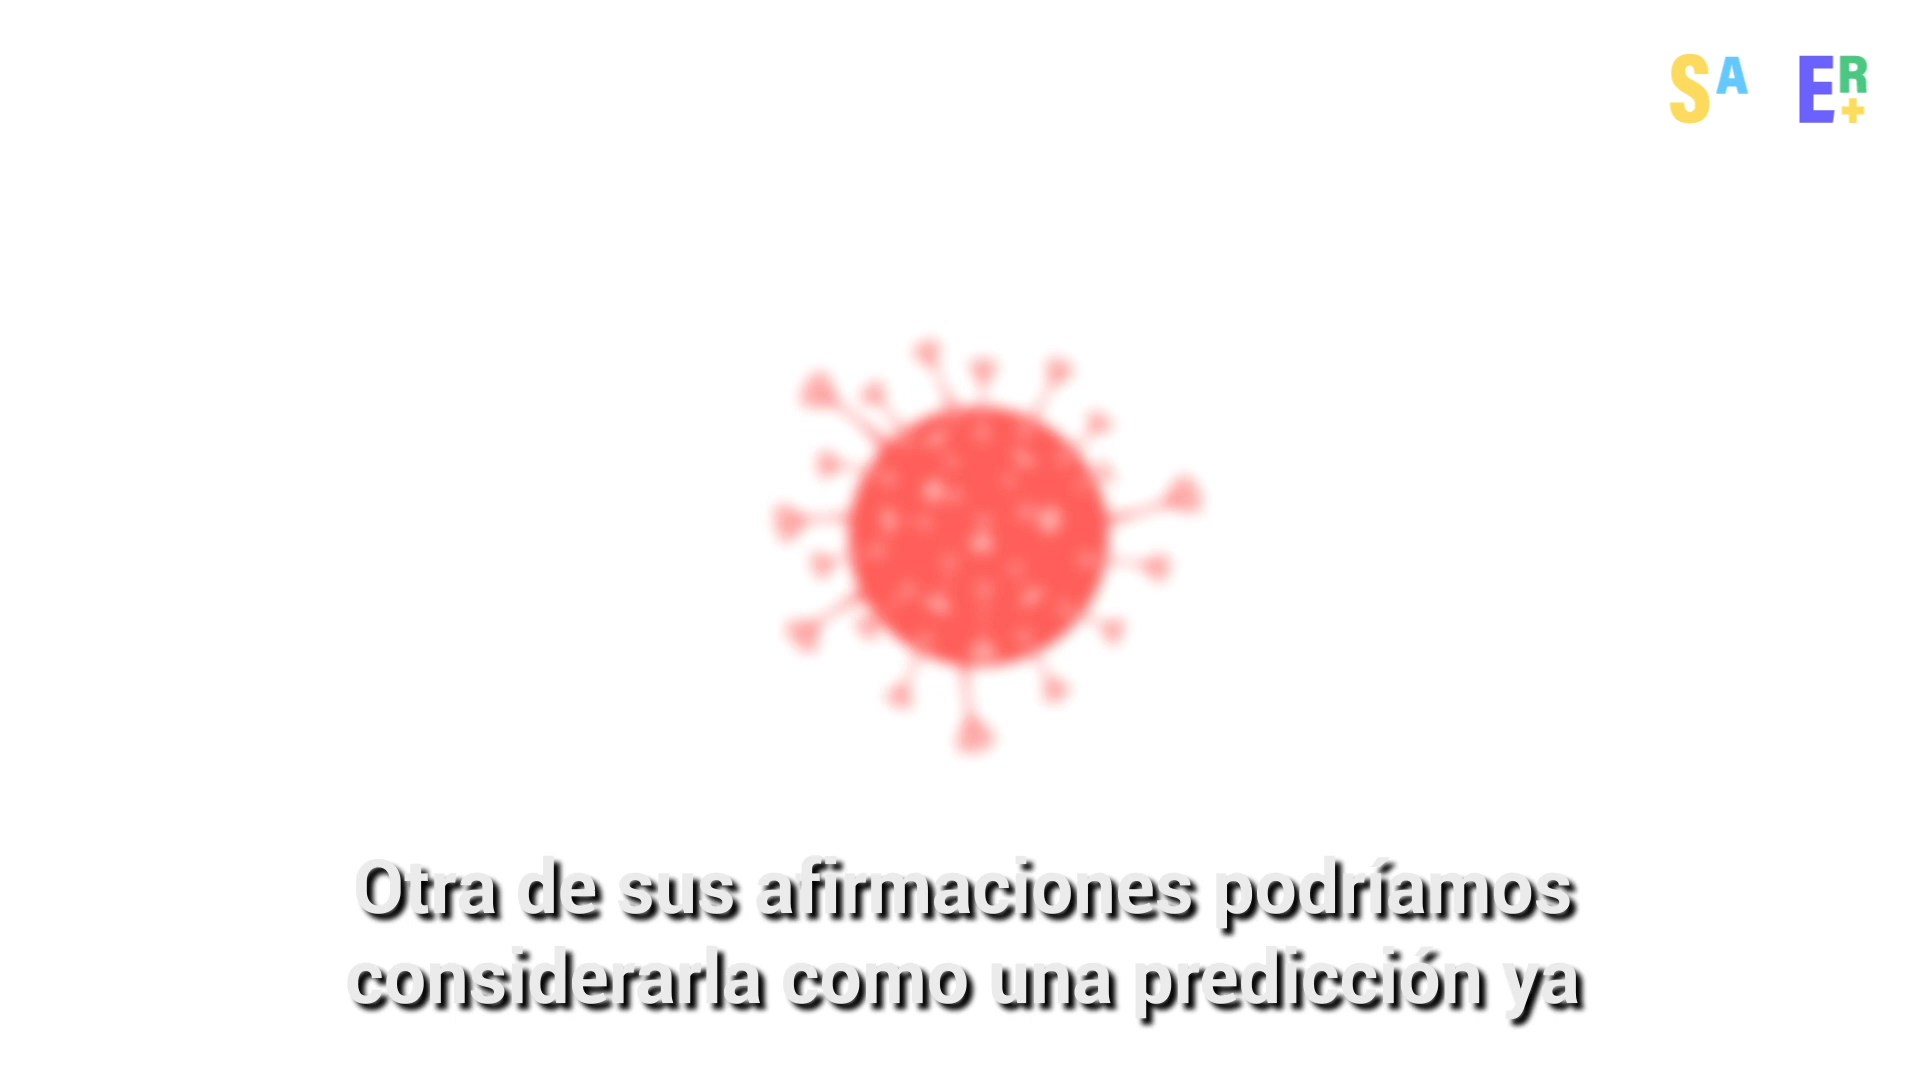 SA ER+
Otra de sus afirmaciones podríamos
considerarla como una predicción ya